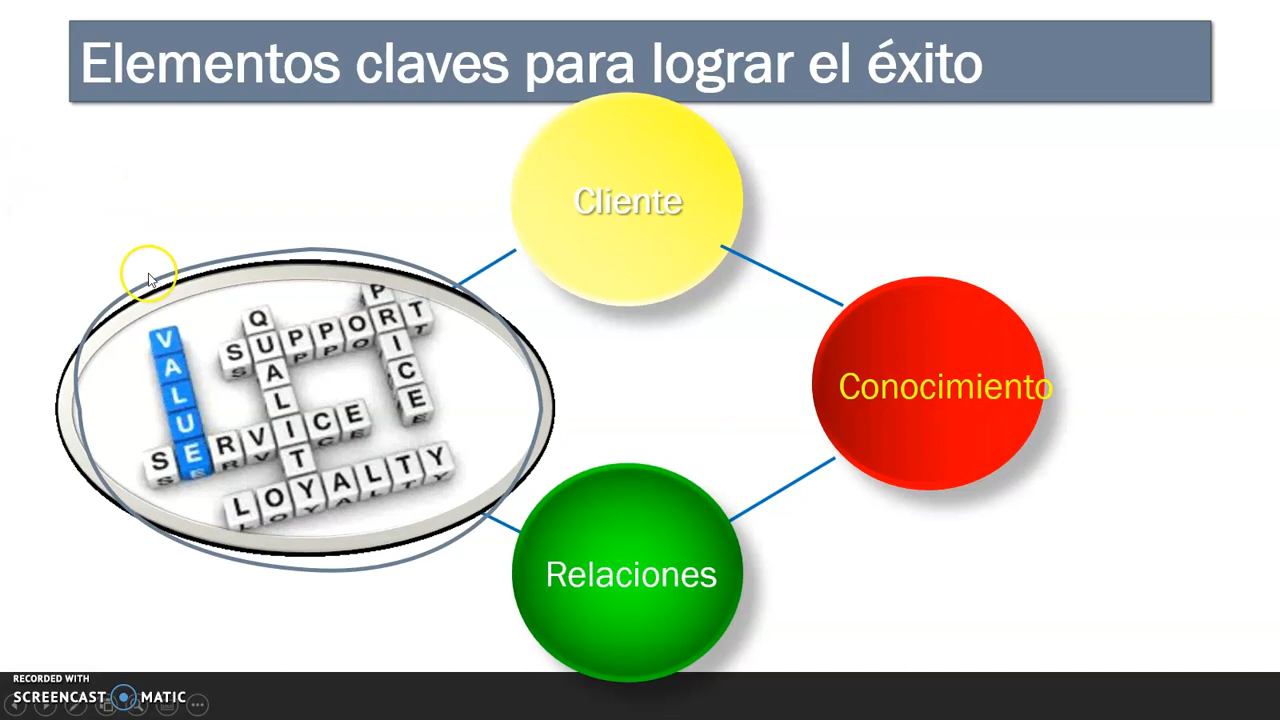 Elementos claves para lograr el éxito
Cliente
Conocimiento
Relaciones
VALUE
QUALITY
SUPPORT
PRICE
SERVICE
LOYALTY
RECORDED WITH
SCREENCAST MATIC